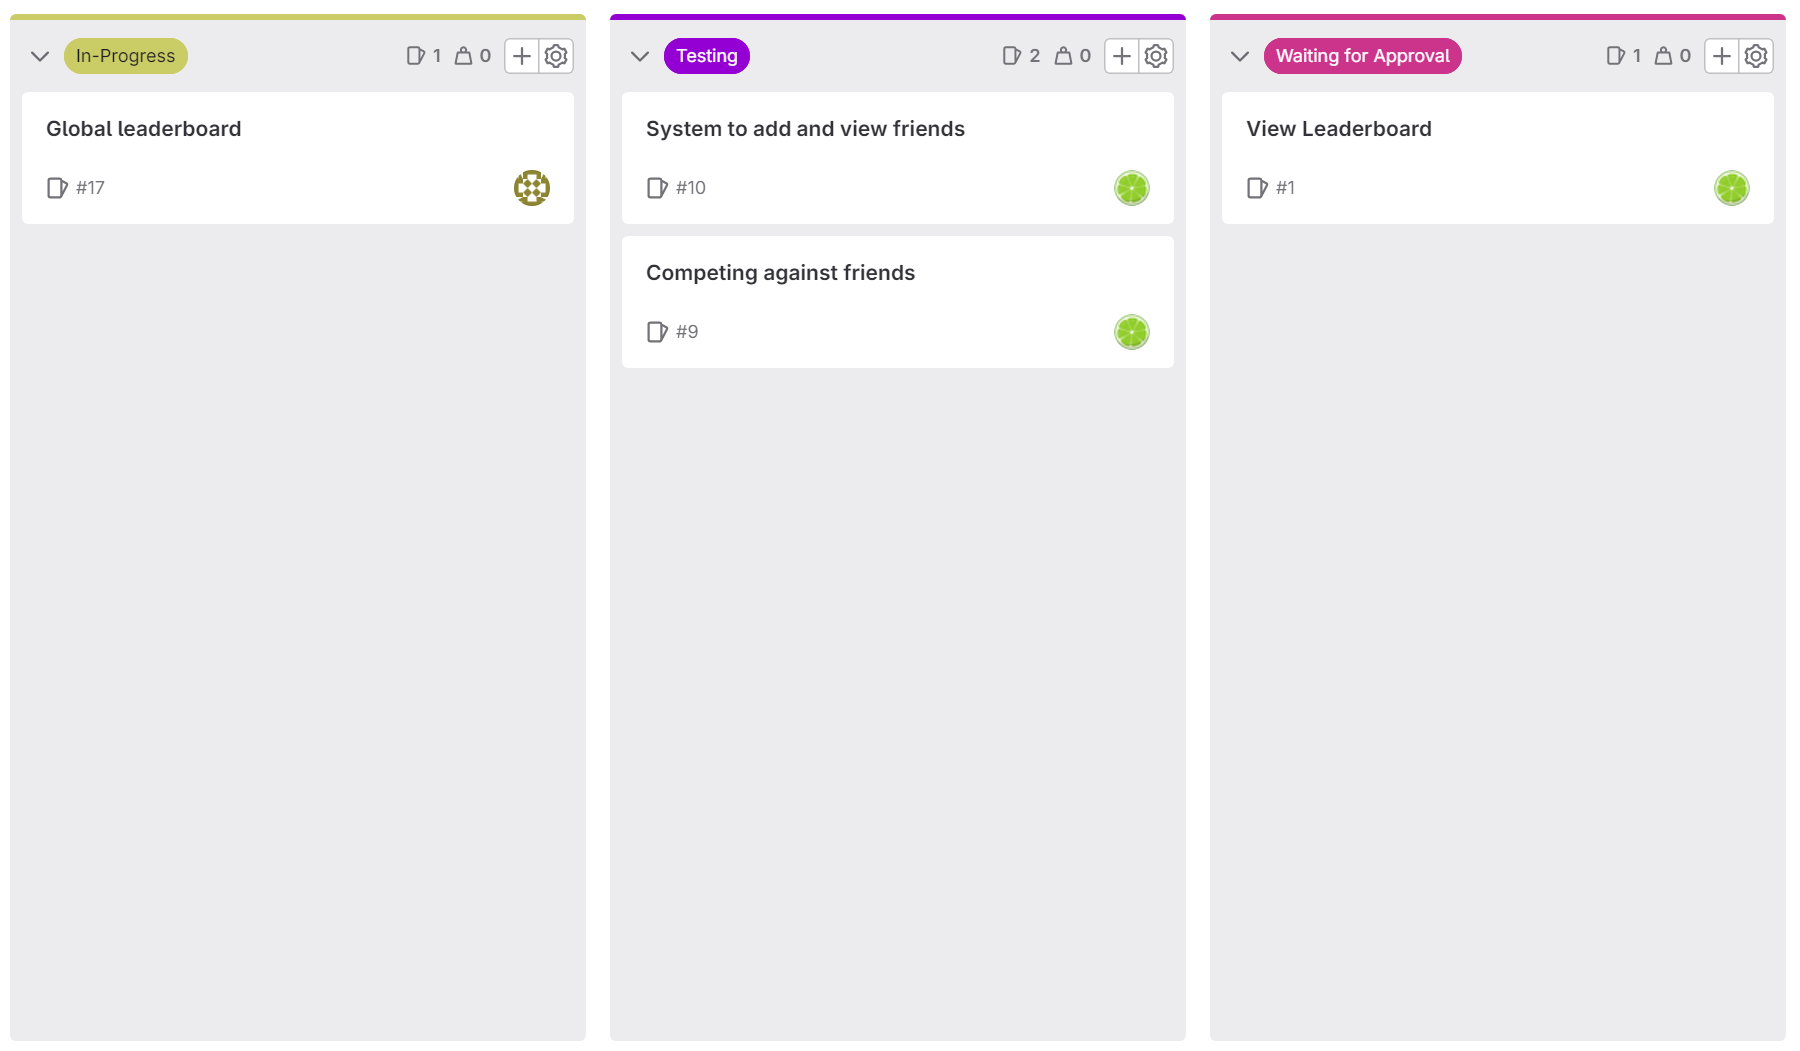 In-Progress 1 0
Global leaderboard
#17
Testing 2 0
System to add and view friends
#10
Competing against friends
#9
Waiting for Approval 1 0
View Leaderboard
#1